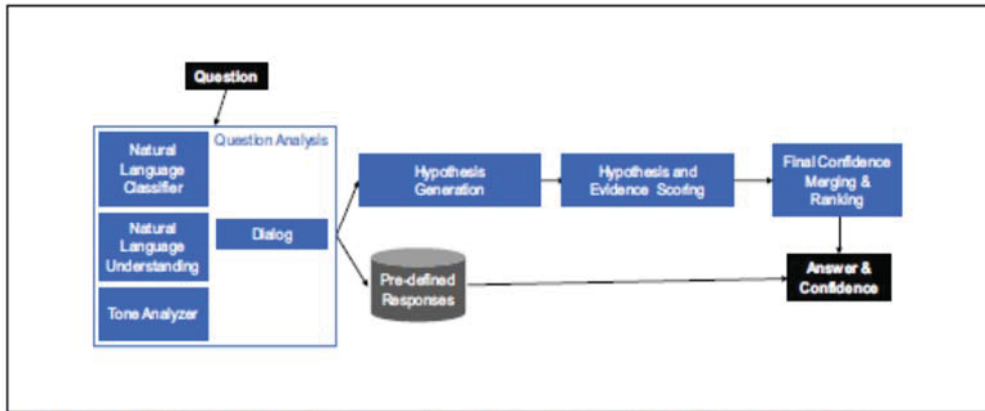 Question
Question Analysis
Natural
Language
Classifier
Natural
Language
Understanding
Tone Analyzer
Dialog
Hypothesis
Generation
Hypothesis and
Evidence Scoring
Final Confidence
Merging &
Ranking
Pre-defined
Responses
Answer &
Confidence